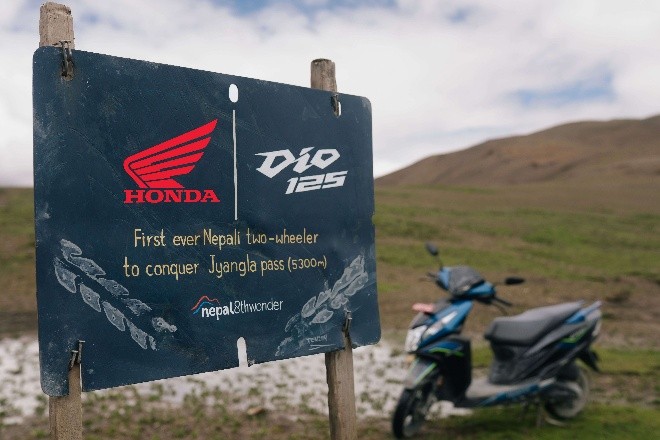 HONDA
Dio
125
First ever Nepali two-wheeler
to conquer Jyangla pass (5300m)
nepal8thwonder